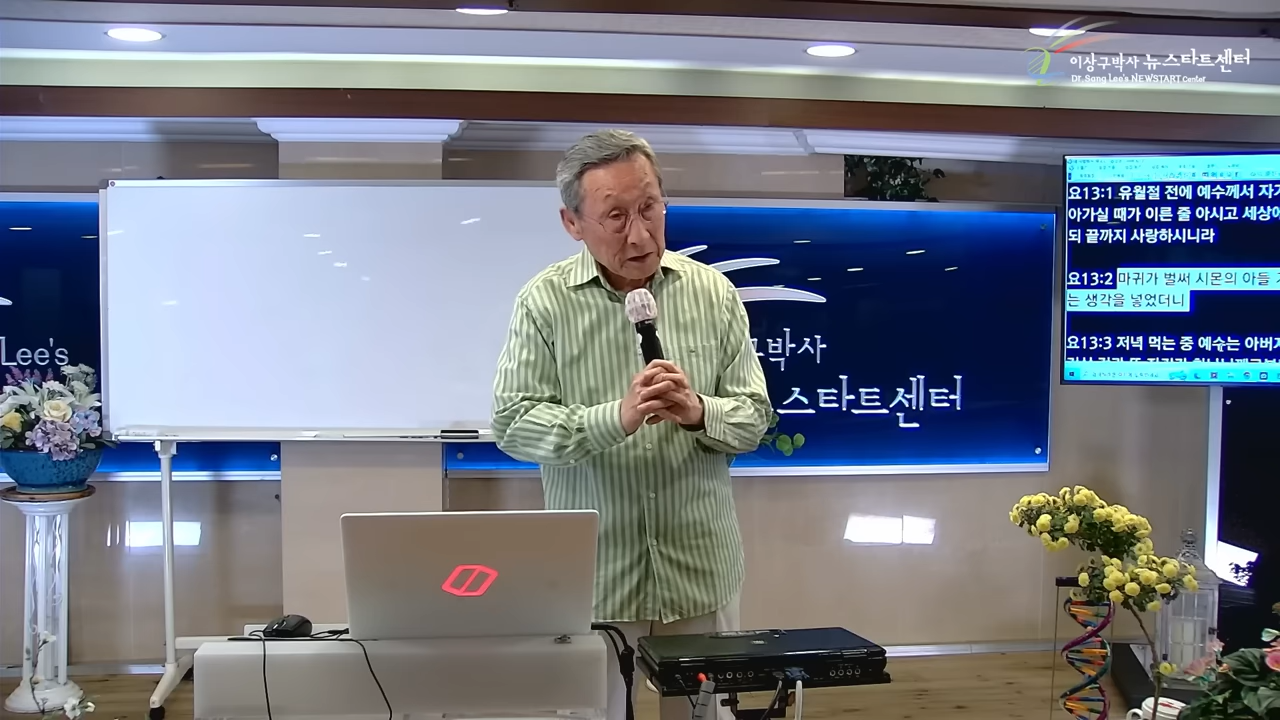 이상구박사 뉴스타트센터
Dr. Sang Lee's NEWSTART Center
Lee's
구박사
스타트센터
요13:1 유월절 전에 예수께서 자기
아가실 때가 이른 줄 아시고 세상에
되 끝까지 사랑하시니라
요13:2 마귀가 벌써 시몬의 아들
는 생각을 넣었더니
요13:3 저녁 먹는 중 예수는 아버지